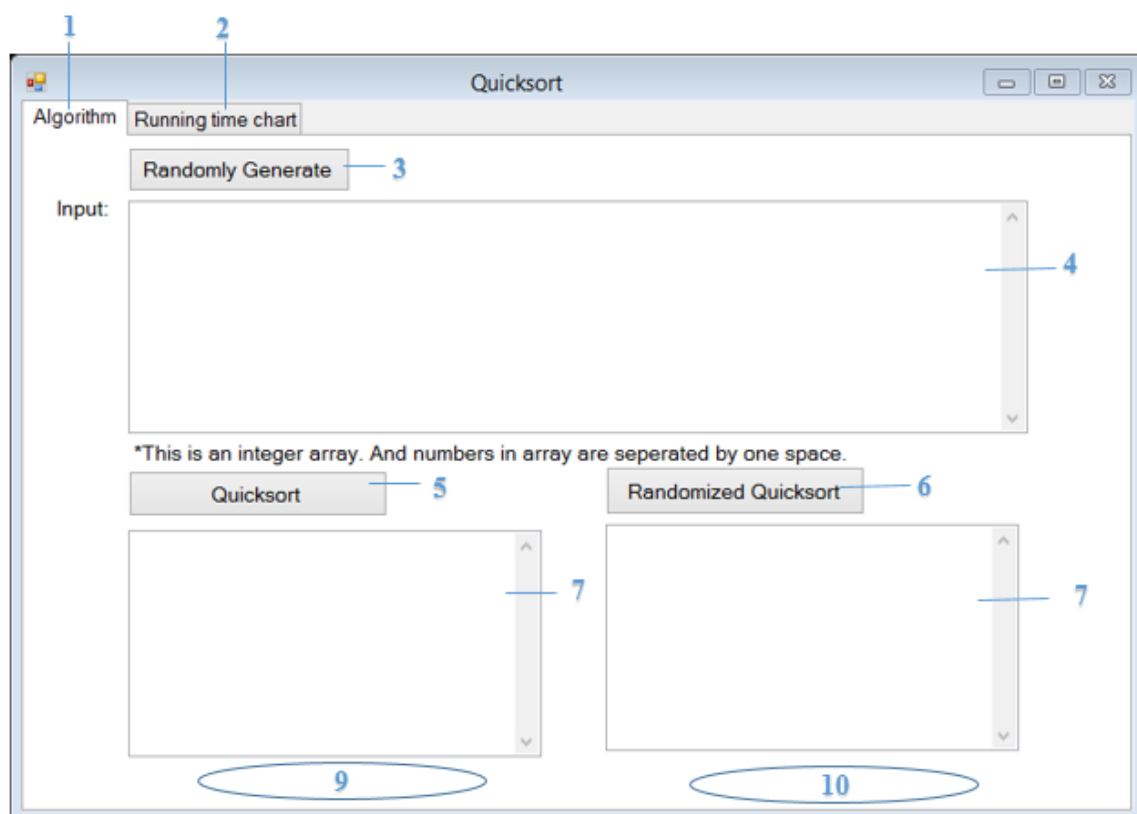 1 2
Quicksort
Algorithm Running time chart
Randomly Generate 3
Input:
4
*This is an integer array. And numbers in array are seperated by one space.
Quicksort 5 Randomized Quicksort 6
7 7
9 10